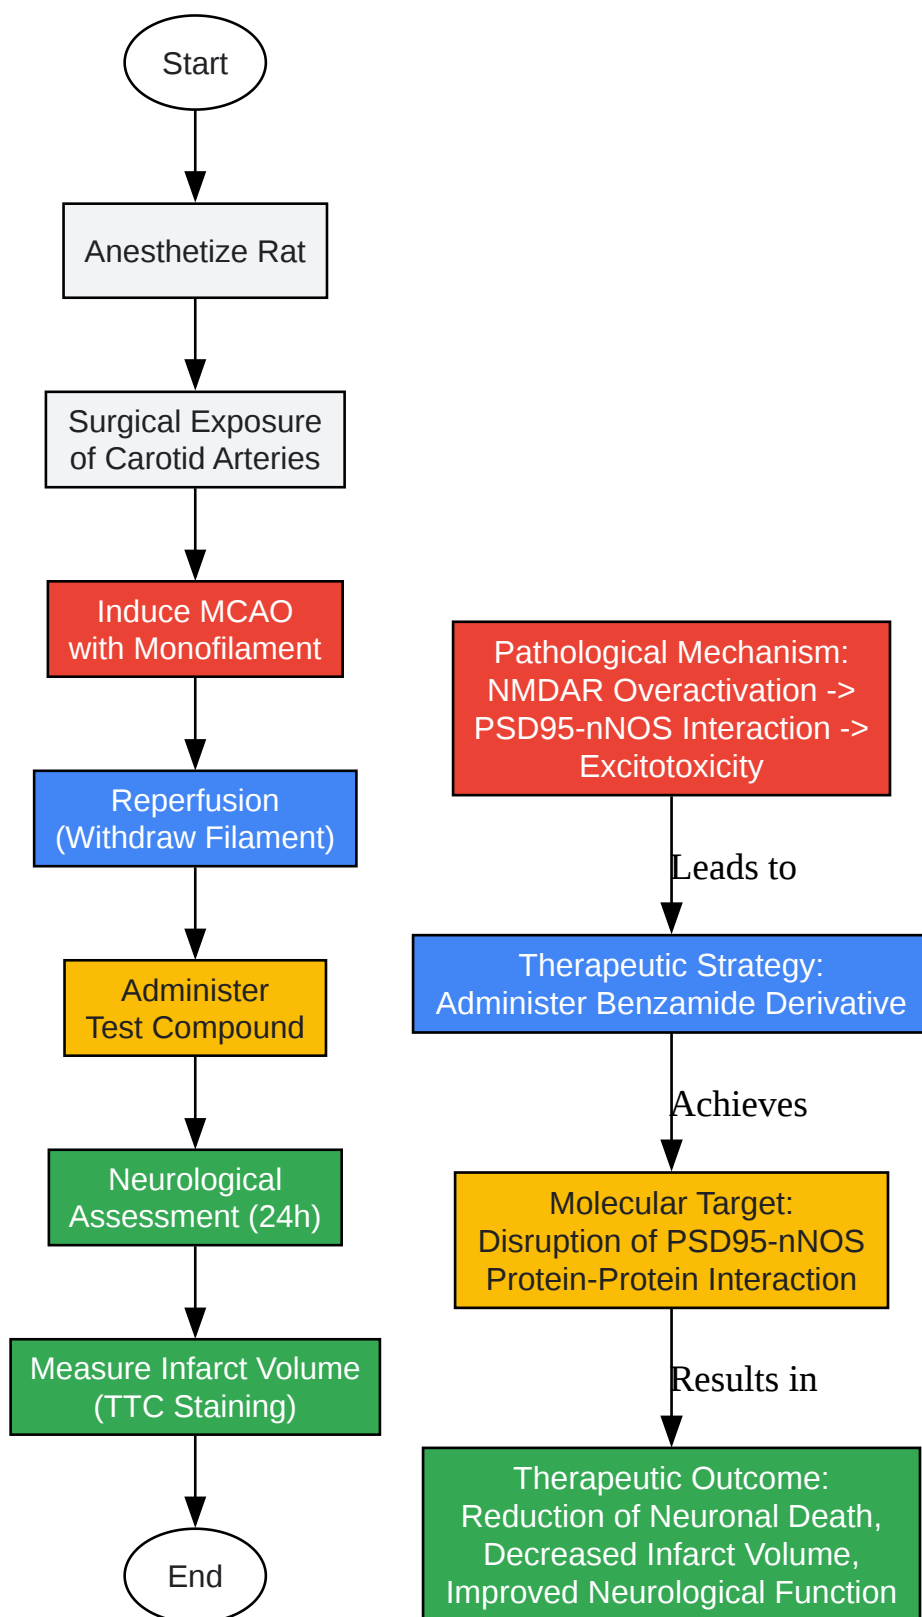 Start
Anesthetize Rat
Surgical Exposure
of Carotid Arteries
Induce MCAO
with Monofilament
Reperfusion
(Withdraw Filament)
Administer
Test Compound
Neurological
Assessment (24h)
Measure Infarct Volume
(TTC Staining)
End
Pathological Mechanism:
NMDAR Overactivation ->
PSD95-nNOS Interaction ->
Excitotoxicity
Leads to
Therapeutic Strategy:
Administer Benzamide Derivative
Achieves
Molecular Target:
Disruption of PSD95-nNOS
Protein-Protein Interaction
Results in
Therapeutic Outcome:
Reduction of Neuronal Death,
Decreased Infarct Volume,
Improved Neurological Function